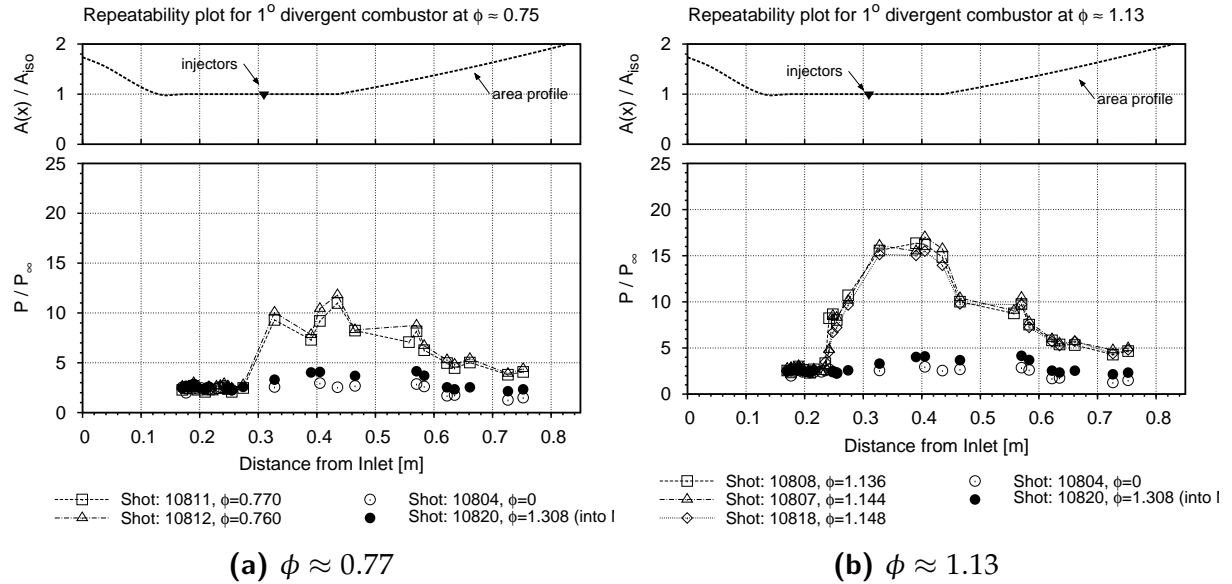 Repeatability plot for 1° divergent combustor at ϕ ≈ 0.75
A(x) / A_iso
2
1
0
injectors
area profile
P / P_∞
25
20
15
10
5
0
0 0.1 0.2 0.3 0.4 0.5 0.6 0.7 0.8
Distance from Inlet [m]
Shot: 10811, ϕ=0.770
Shot: 10812, ϕ=0.760
Shot: 10804, ϕ=0
Shot: 10820, ϕ=1.308 (into
(a) ϕ ≈ 0.77
Repeatability plot for 1° divergent combustor at ϕ ≈ 1.13
A(x) / A_iso
2
1
0
injectors
area profile
P / P_∞
25
20
15
10
5
0
0 0.1 0.2 0.3 0.4 0.5 0.6 0.7 0.8
Distance from Inlet [m]
Shot: 10808, ϕ=1.136
Shot: 10807, ϕ=1.144
Shot: 10818, ϕ=1.148
Shot: 10804, ϕ=0
Shot: 10820, ϕ=1.308 (into
(b) ϕ ≈ 1.13